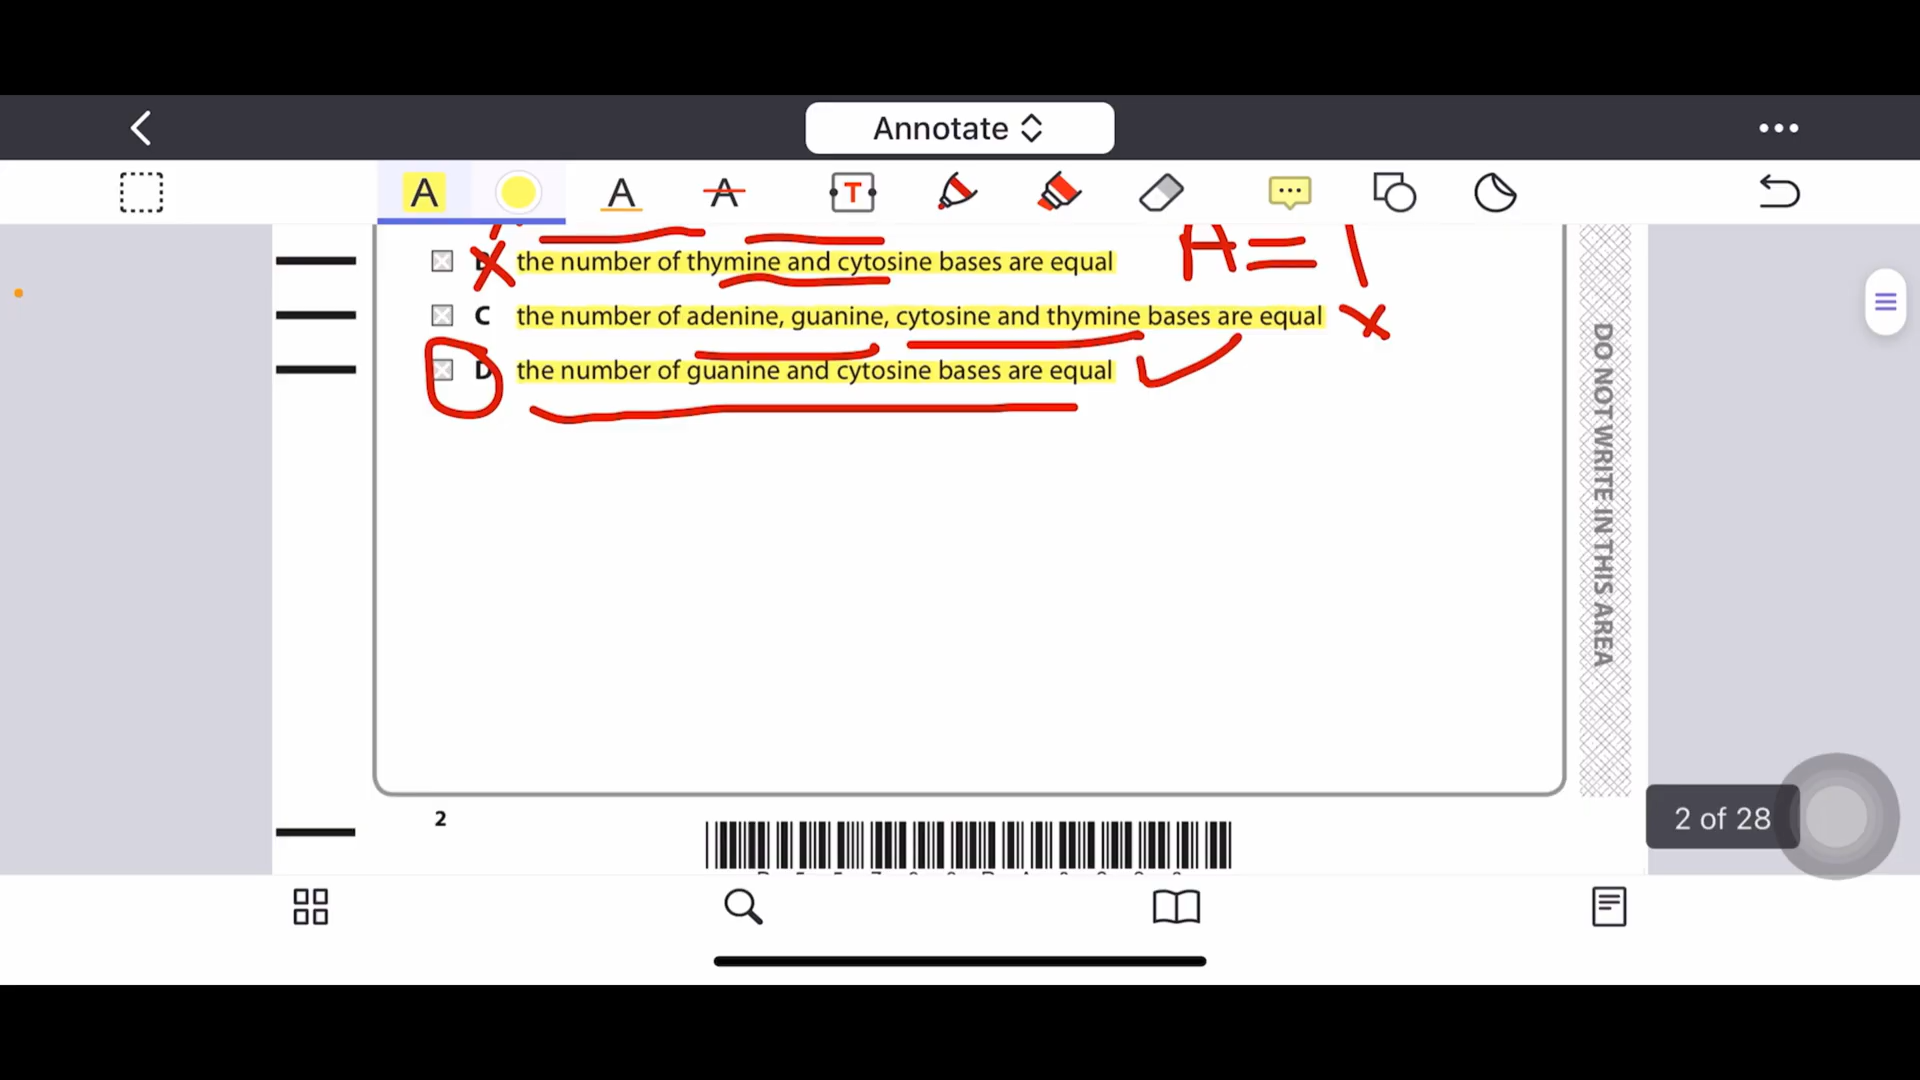 Annotate
A A A T
A = T
B the number of thymine and cytosine bases are equal
C the number of adenine, guanine, cytosine and thymine bases are equal
D the number of guanine and cytosine bases are equal
DO NOT WRITE IN THIS AREA
2
2 of 28